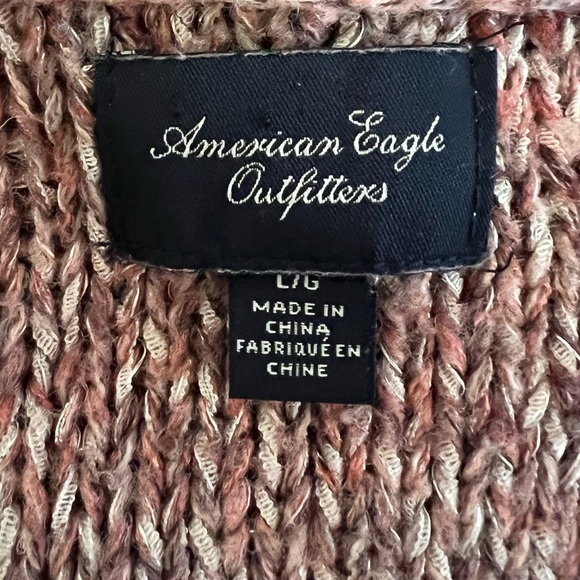 American Eagle
Outfitters
L/G
MADE IN
CHINA
FABRIQUÉ EN
CHINE